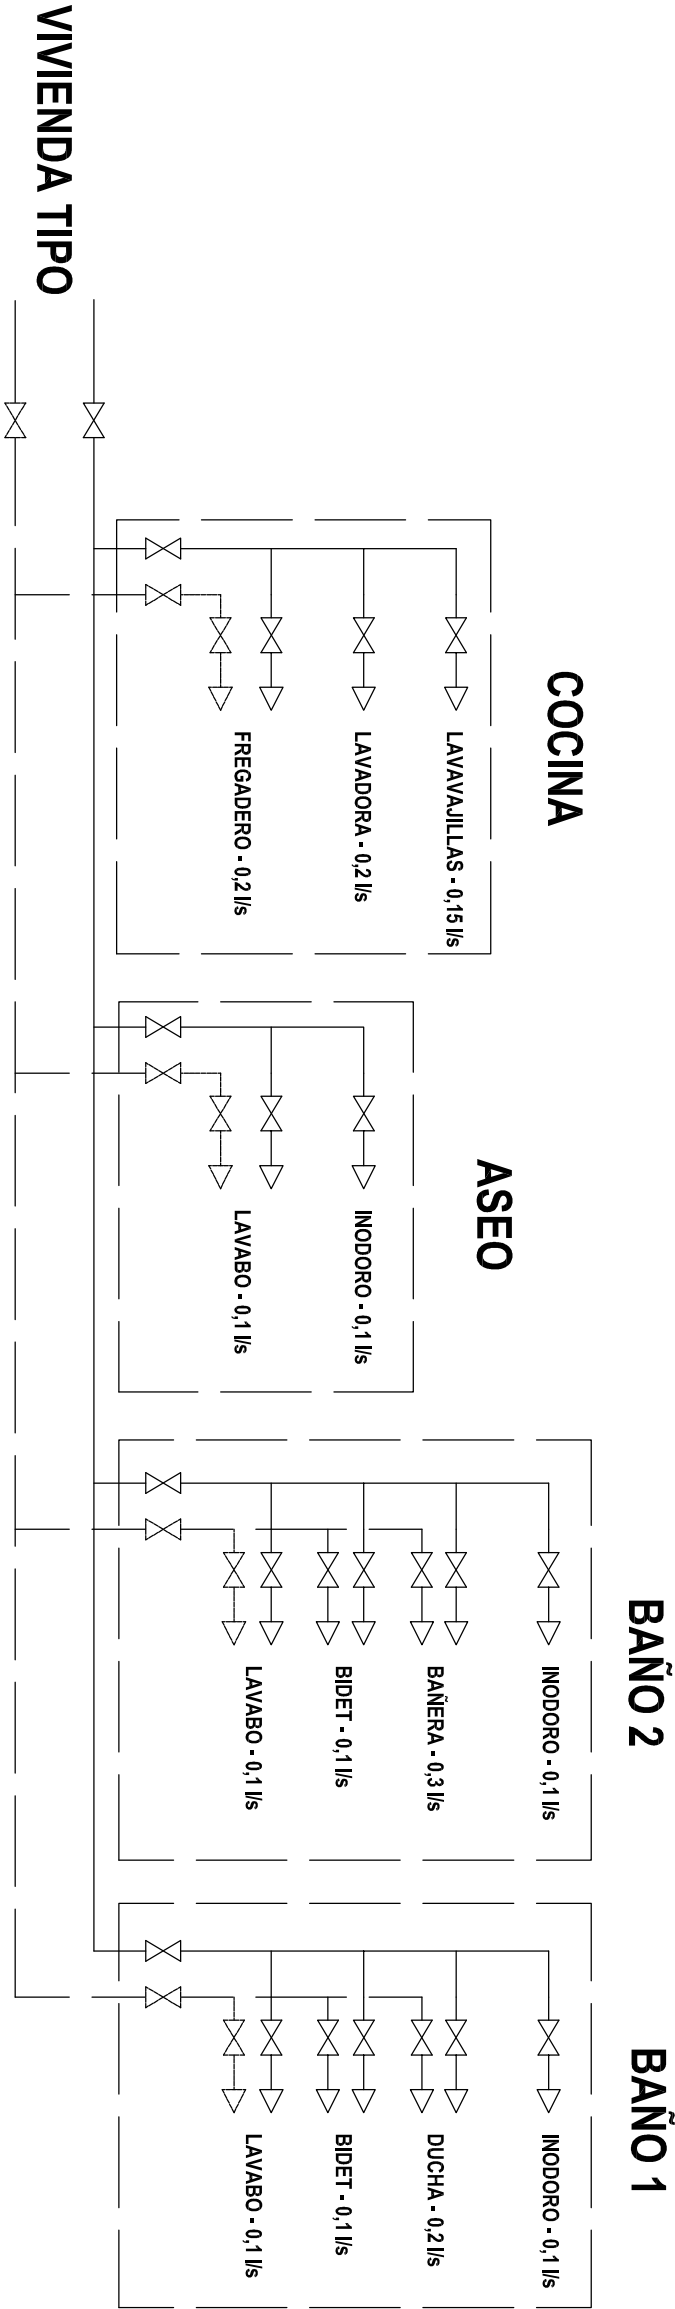 VIVIENDA TIPO
COCINA
LAVAVAJILLAS - 0,15 l/s
LAVADORA - 0,2 l/s
FREGADERO - 0,2 l/s
ASEO
INODORO - 0,1 l/s
LAVABO - 0,1 l/s
BAÑO 2
INODORO - 0,1 l/s
BAÑERA - 0,3 l/s
BIDET - 0,1 l/s
LAVABO - 0,1 l/s
BAÑO 1
INODORO - 0,1 l/s
DUCHA - 0,2 l/s
BIDET - 0,1 l/s
LAVABO - 0,1 l/s